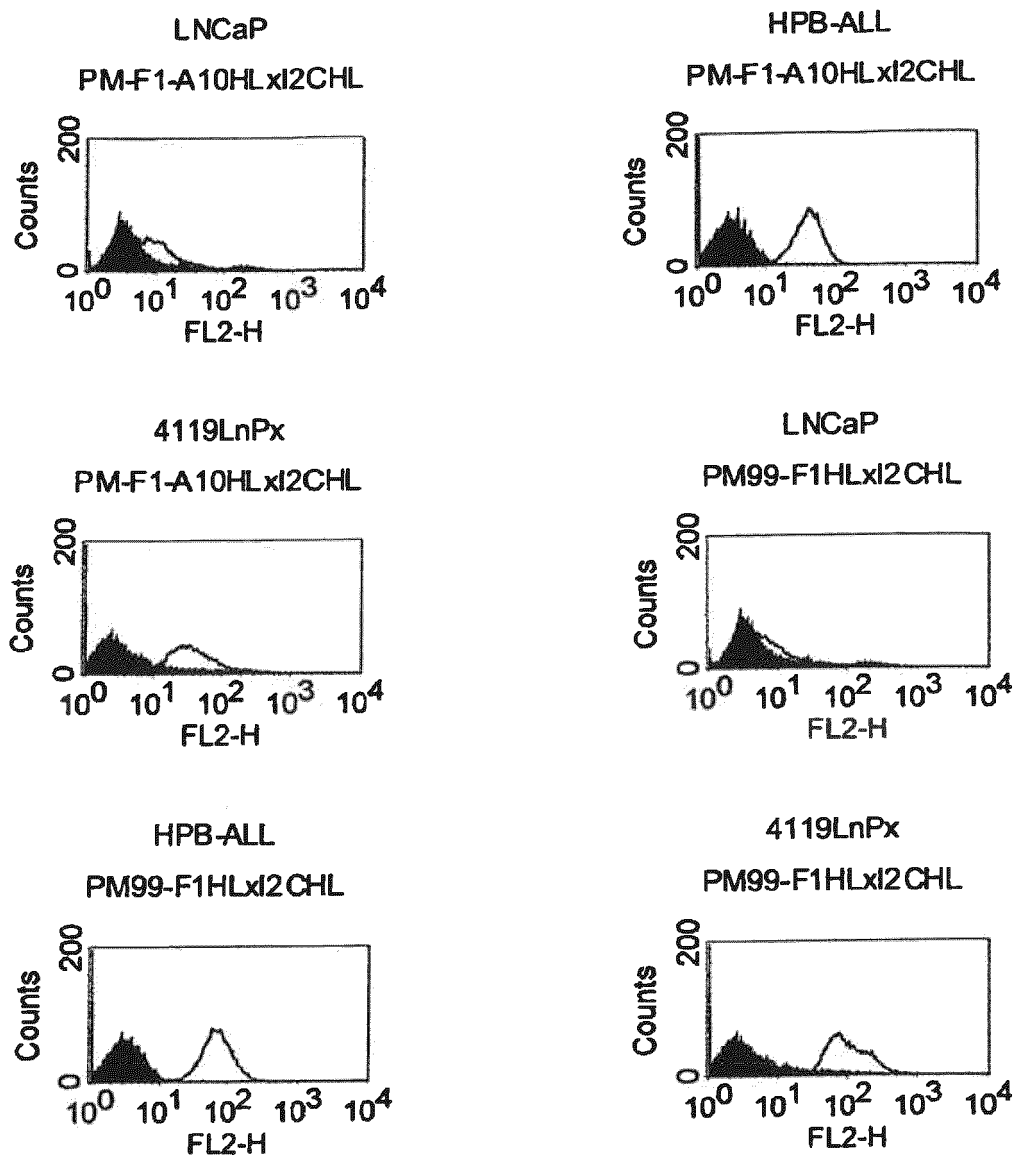 LNCaP
PM-F1-A10HLxI2CHL
200
Counts
0
10^0 10^1 10^2 10^3 10^4
FL2-H
HPB-ALL
PM-F1-A10HLxI2CHL
200
Counts
0
10^0 10^1 10^2 10^3 10^4
FL2-H
4119LnPx
PM-F1-A10HLxI2CHL
200
Counts
0
10^0 10^1 10^2 10^3 10^4
FL2-H
LNCaP
PM99-F1HLxI2CHL
200
Counts
0
10^0 10^1 10^2 10^3 10^4
FL2-H
HPB-ALL
PM99-F1HLxI2CHL
200
Counts
0
10^0 10^1 10^2 10^3 10^4
FL2-H
4119LnPx
PM99-F1HLxI2CHL
200
Counts
0
10^0 10^1 10^2 10^3 10^4
FL2-H